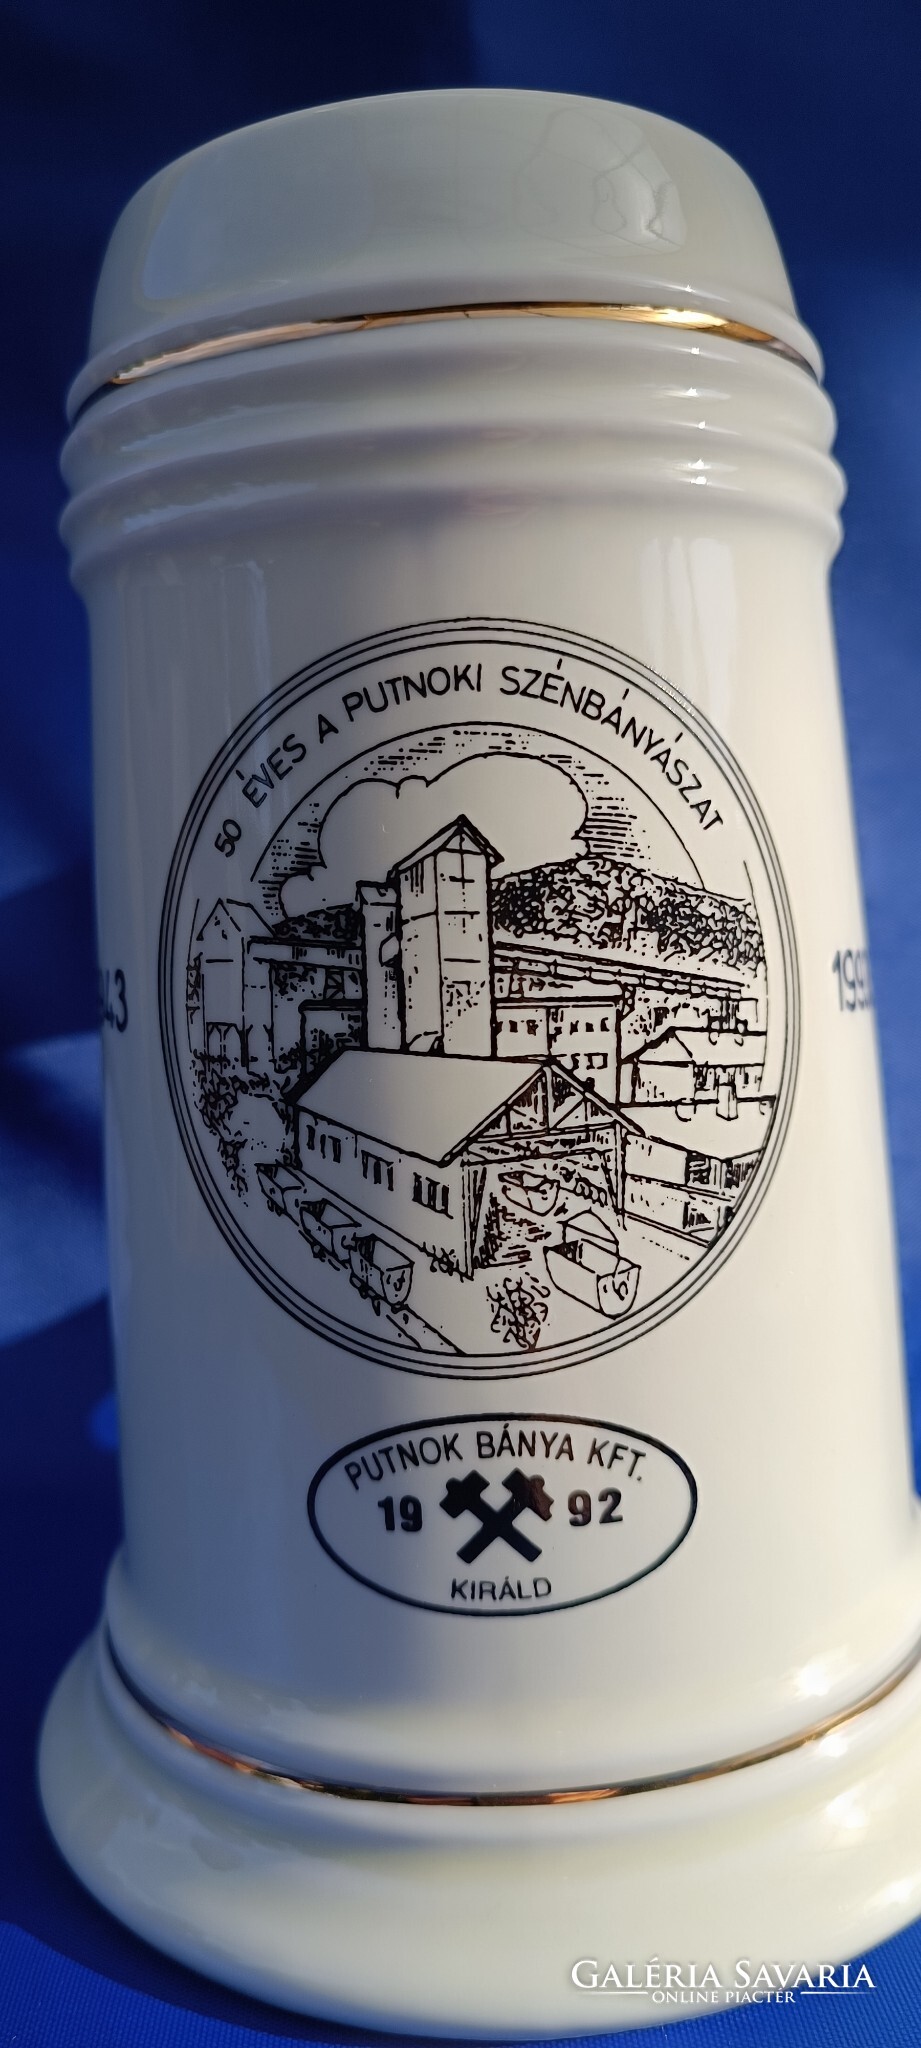 50 ÉVES A PUTNOKI SZÉNBÁNYÁSZAT
PUTNOK BÁNYA KFT.
19 92
KIRÁLD
GALÉRIA SAVARIA
ONLINE PIACTÉR